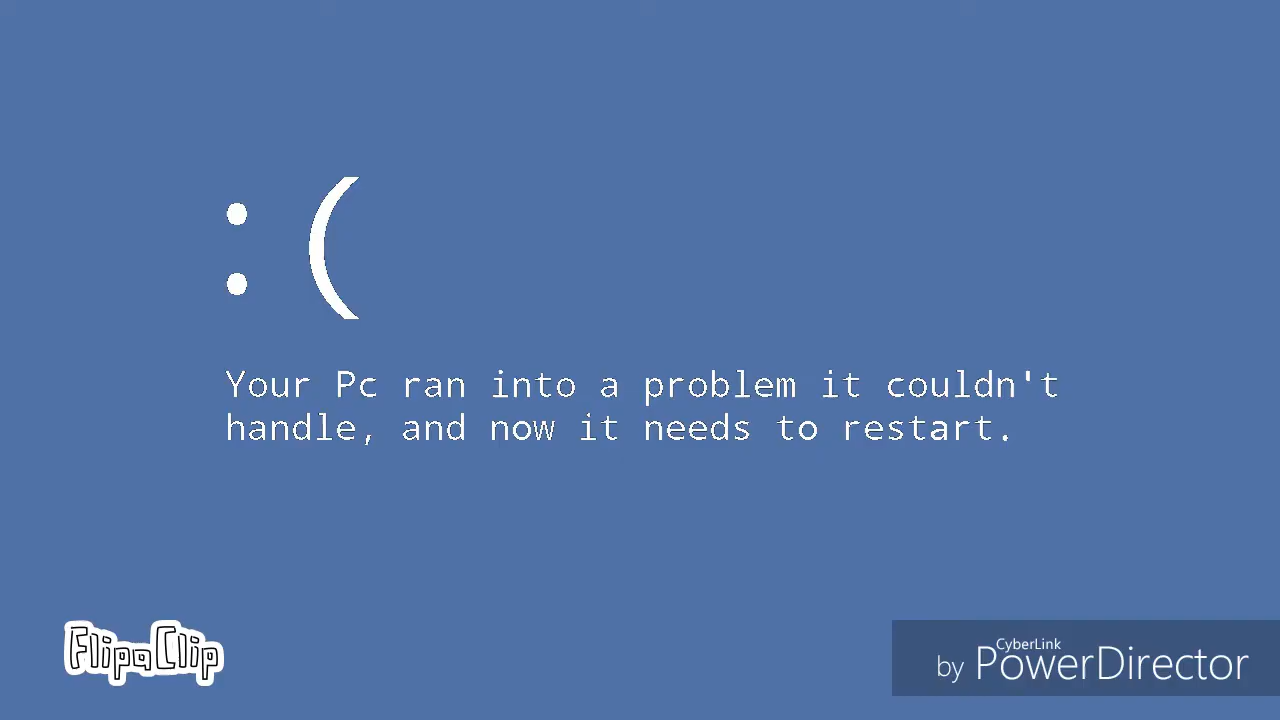 :(
Your Pc ran into a problem it couldn't
handle, and now it needs to restart.
FlipaClip
CyberLink
by PowerDirector